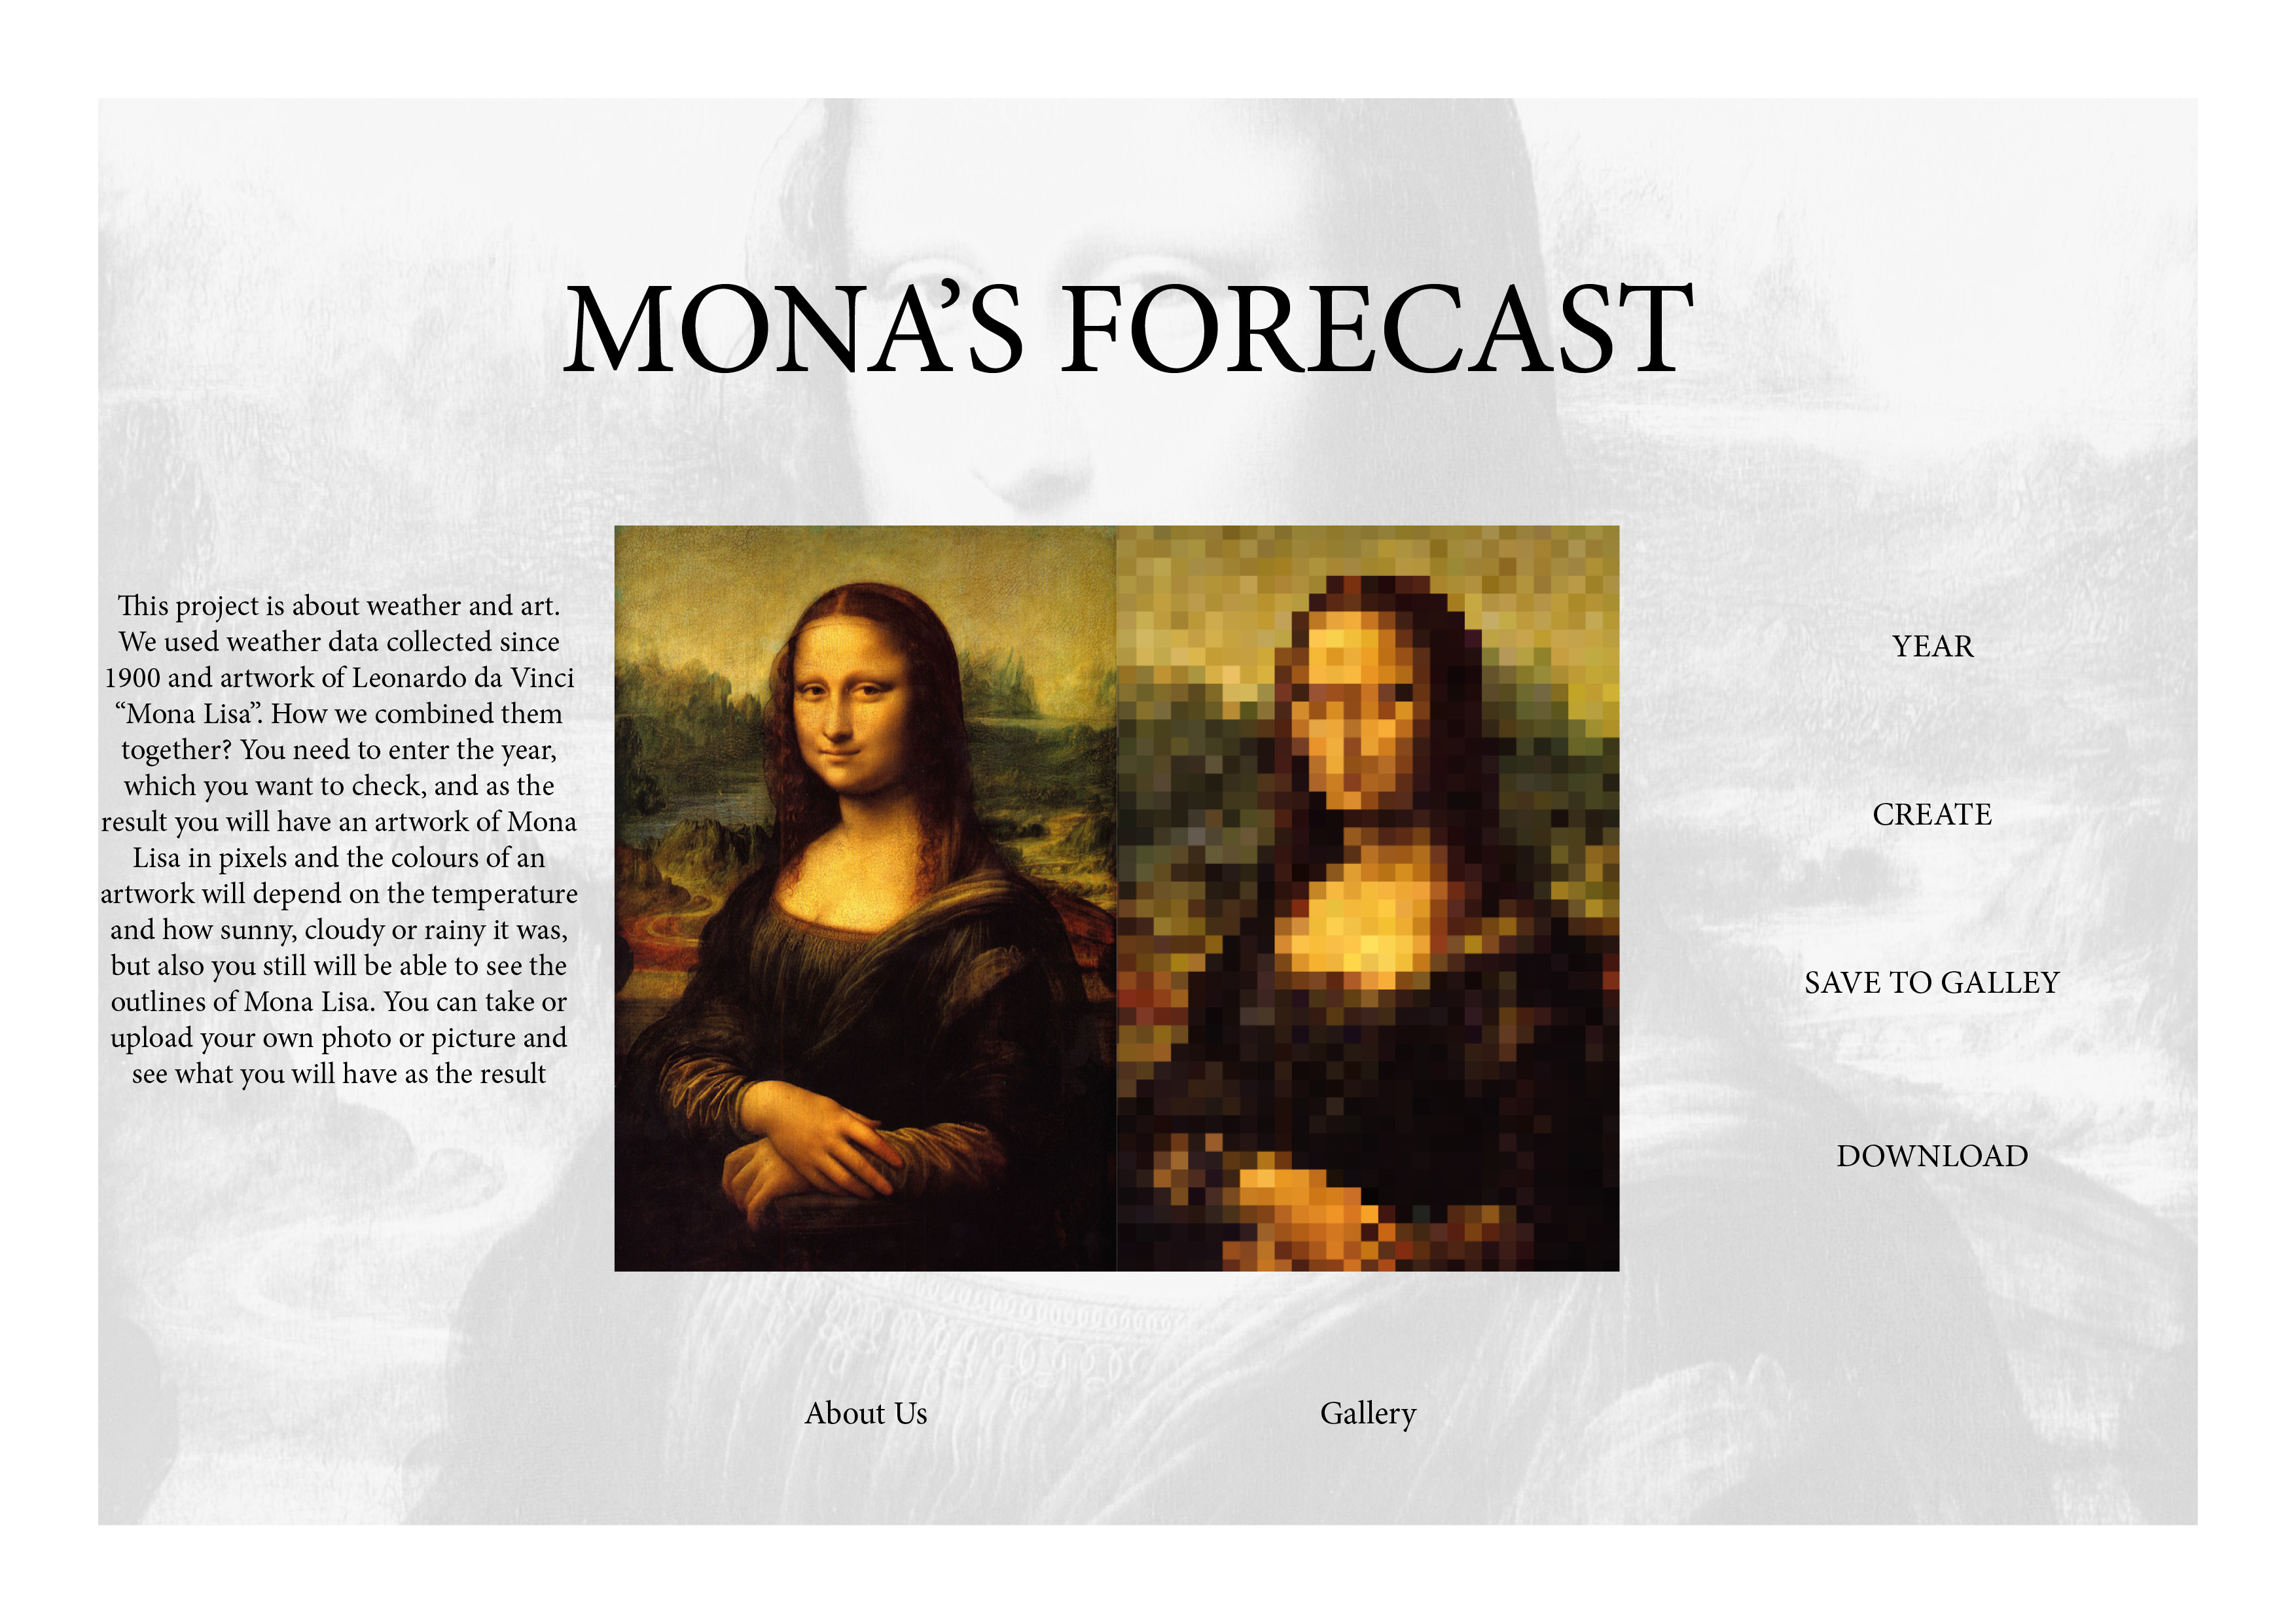 MONA’S FORECAST
This project is about weather and art.
We used weather data collected since
1900 and artwork of Leonardo da Vinci
“Mona Lisa”. How we combined them
together? You need to enter the year,
which you want to check, and as the
result you will have an artwork of Mona
Lisa in pixels and the colours of an
artwork will depend on the temperature
and how sunny, cloudy or rainy it was,
but also you still will be able to see the
outlines of Mona Lisa. You can take or
upload your own photo or picture and
see what you will have as the result
YEAR
CREATE
SAVE TO GALLEY
DOWNLOAD
About Us
Gallery